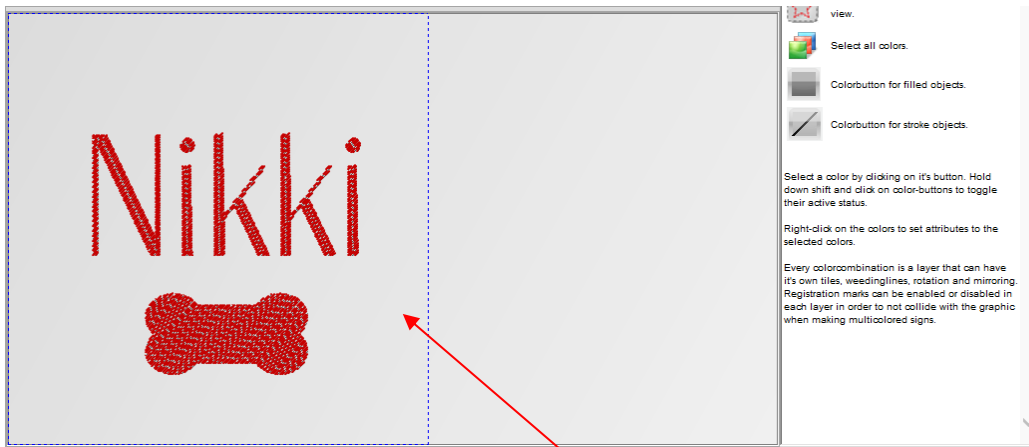 Nikki
view.
Select all colors.
Colorbutton for filled objects.
Colorbutton for stroke objects.
Select a color by clicking on it's button. Hold
down shift and click on color-buttons to toggle
their active status.
Right-click on the colors to set attributes to the
selected colors.
Every colorcombination is a layer that can have
it's own tiles, weedinglines, rotation and mirroring.
Registration marks can be enabled or disabled in
each layer in order to not collide with the graphic
when making multicolored signs.